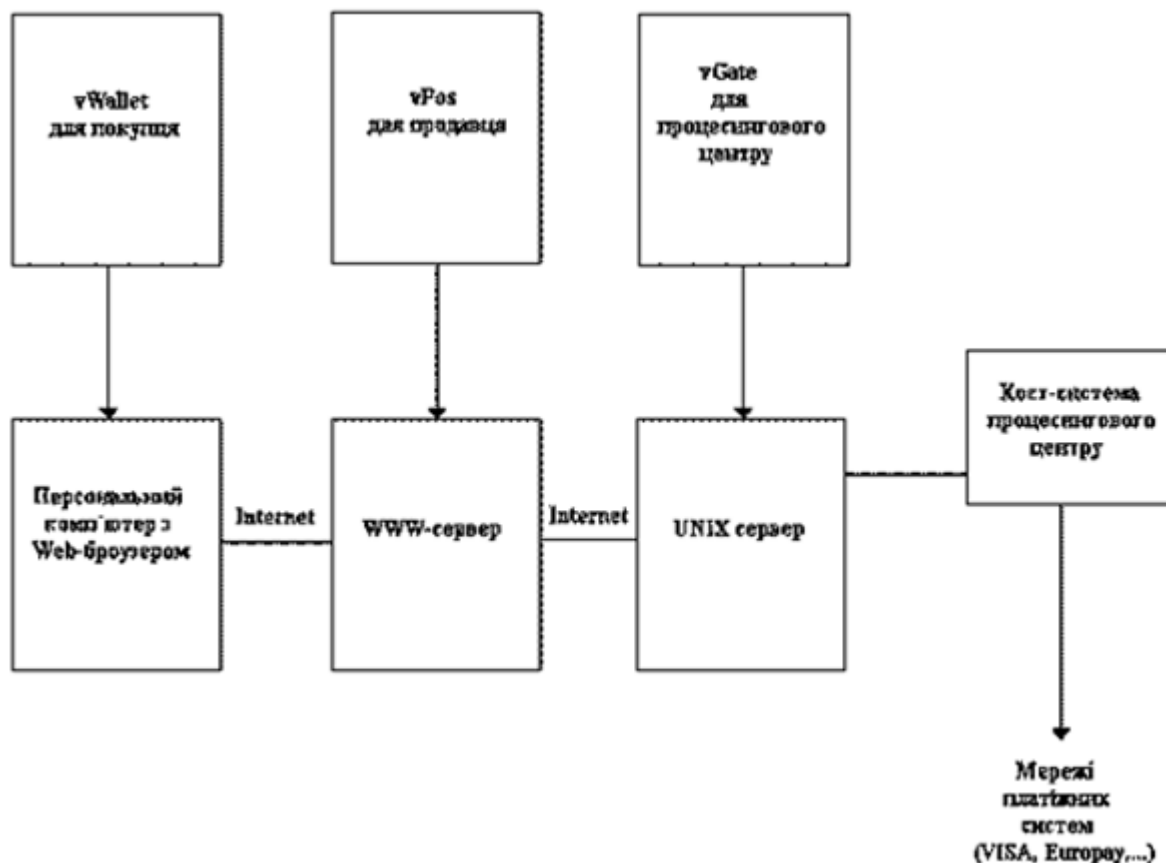 vWallet
для покупця
vPos
для продавця
vGate
для
процесингового
центру
Хост-система
процесингового
центру
Персональний
комп'ютер з
Web-броузером
Internet
WWW-сервер
Internet
UNIX сервер
Мережі
платіжних
систем
(VISA, Europay,...)